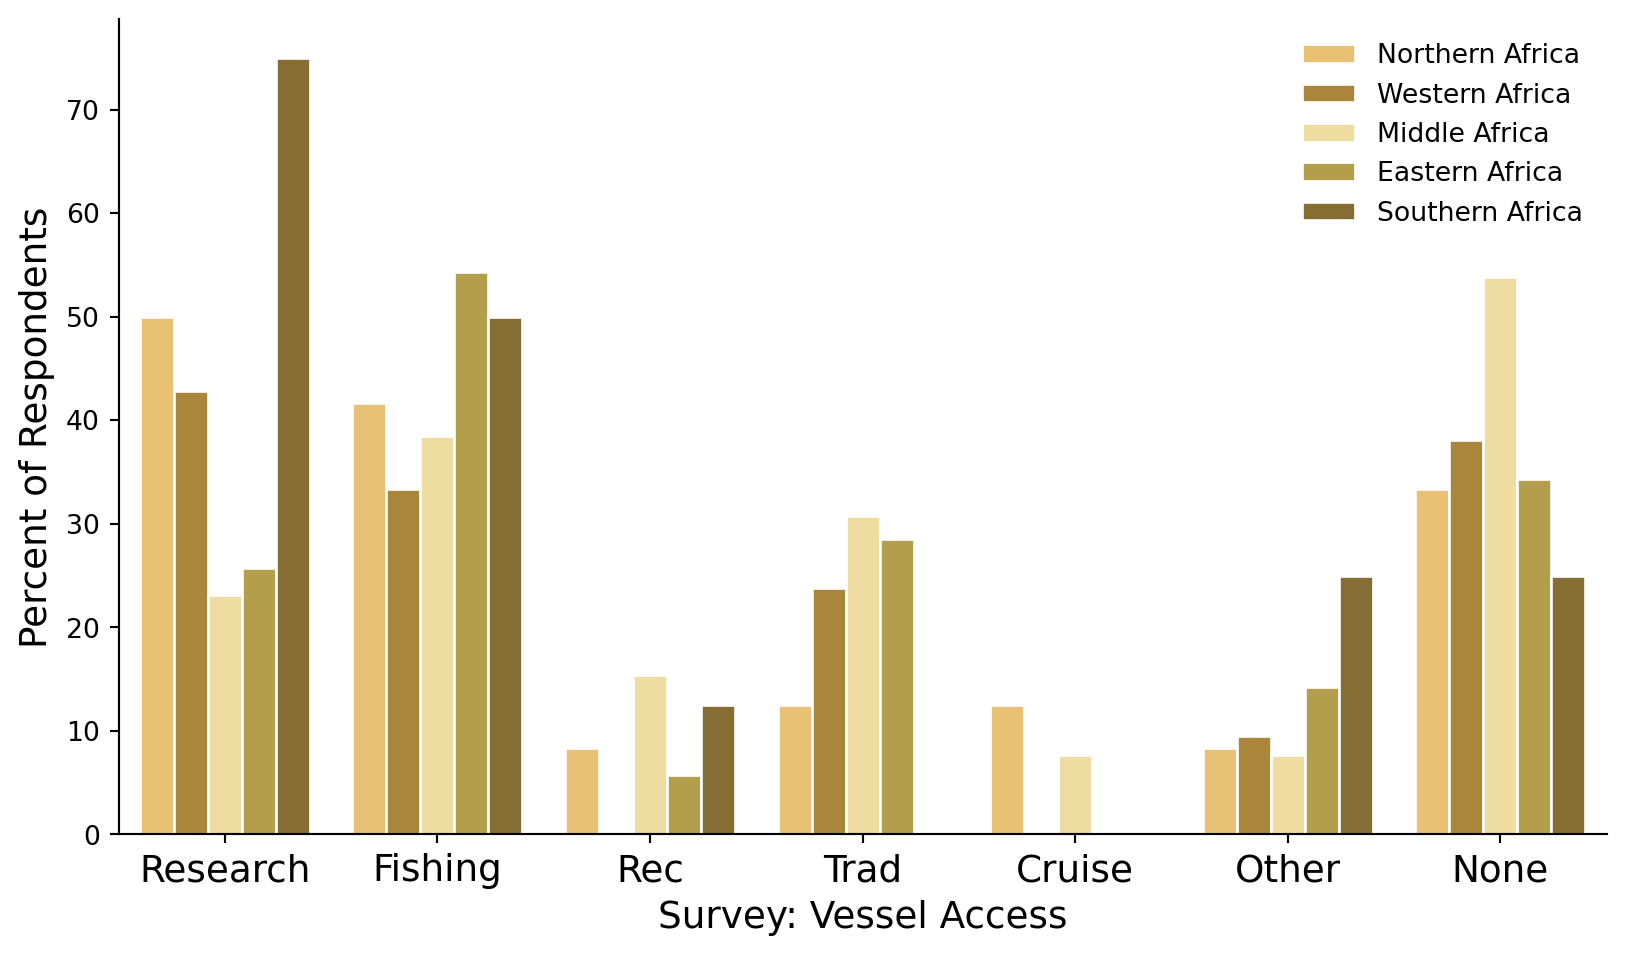 Percent of Respondents
70
60
50
40
30
20
10
0
Northern Africa
Western Africa
Middle Africa
Eastern Africa
Southern Africa
Research Fishing Rec Trad Cruise Other None
Survey: Vessel Access